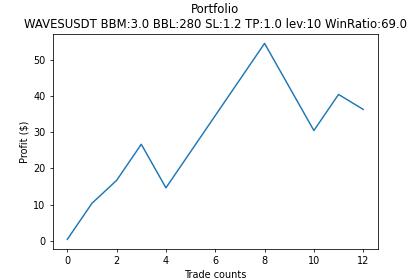 Portfolio
WAVESUSDT BBM:3.0 BBL:280 SL:1.2 TP:1.0 lev:10 WinRatio:69.0
50
40
30
20
10
0
Profit ($)
0 2 4 6 8 10 12
Trade counts